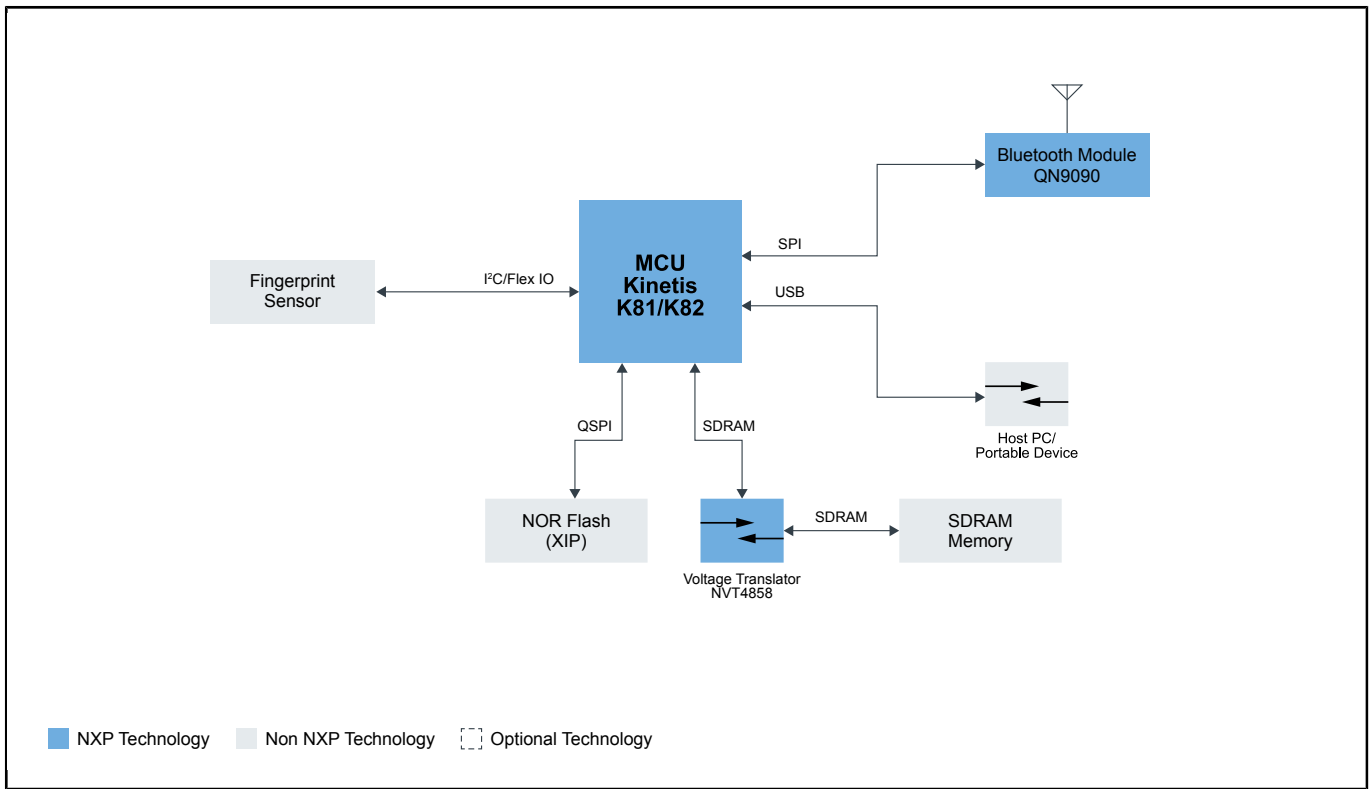 Bluetooth Module
QN9090
SPI
MCU
Kinetis
K81/K82
Fingerprint
Sensor
I²C/Flex IO
USB
QSPI
SDRAM
Host PC/
Portable Device
NOR Flash
(XIP)
SDRAM
SDRAM
Memory
Voltage Translator
NVT4858
NXP Technology
Non NXP Technology
Optional Technology